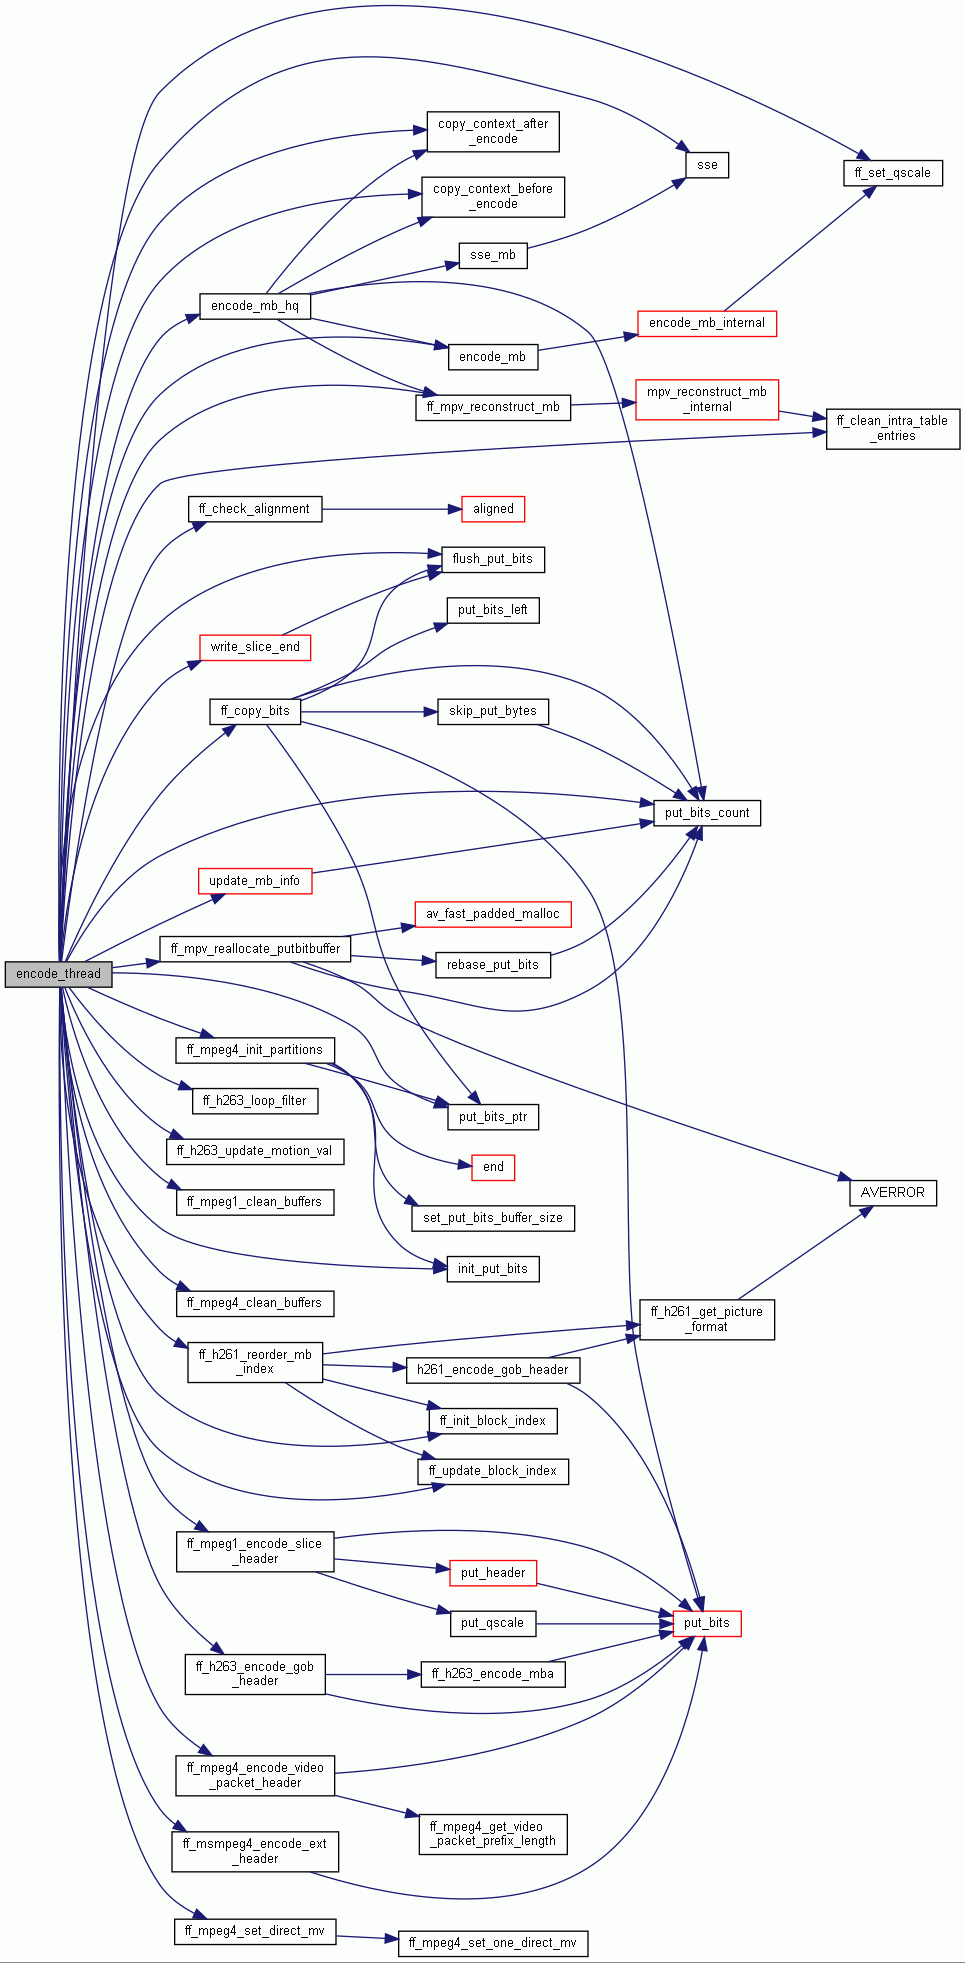 copy_context_after
_encode
sse
ff_set_qscale
copy_context_before
_encode
sse_mb
encode_mb_hq
encode_mb_internal
encode_mb
mpv_reconstruct_mb
_internal
ff_mpv_reconstruct_mb
ff_clean_intra_table
_entries
ff_check_alignment
aligned
flush_put_bits
put_bits_left
write_slice_end
ff_copy_bits
skip_put_bytes
put_bits_count
update_mb_info
av_fast_padded_malloc
ff_mpv_reallocate_putbitbuffer
rebase_put_bits
encode_thread
ff_mpeg4_init_partitions
ff_h263_loop_filter
put_bits_ptr
ff_h263_update_motion_val
end
ff_mpeg1_clean_buffers
AVERROR
set_put_bits_buffer_size
init_put_bits
ff_mpeg4_clean_buffers
ff_h261_get_picture
_format
ff_h261_reorder_mb
_index
h261_encode_gob_header
ff_init_block_index
ff_update_block_index
ff_mpeg1_encode_slice
_header
put_header
put_qscale
put_bits
ff_h263_encode_gob
_header
ff_h263_encode_mba
ff_mpeg4_encode_video
_packet_header
ff_mpeg4_get_video
_packet_prefix_length
ff_msmpeg4_encode_ext
_header
ff_mpeg4_set_direct_mv
ff_mpeg4_set_one_direct_mv